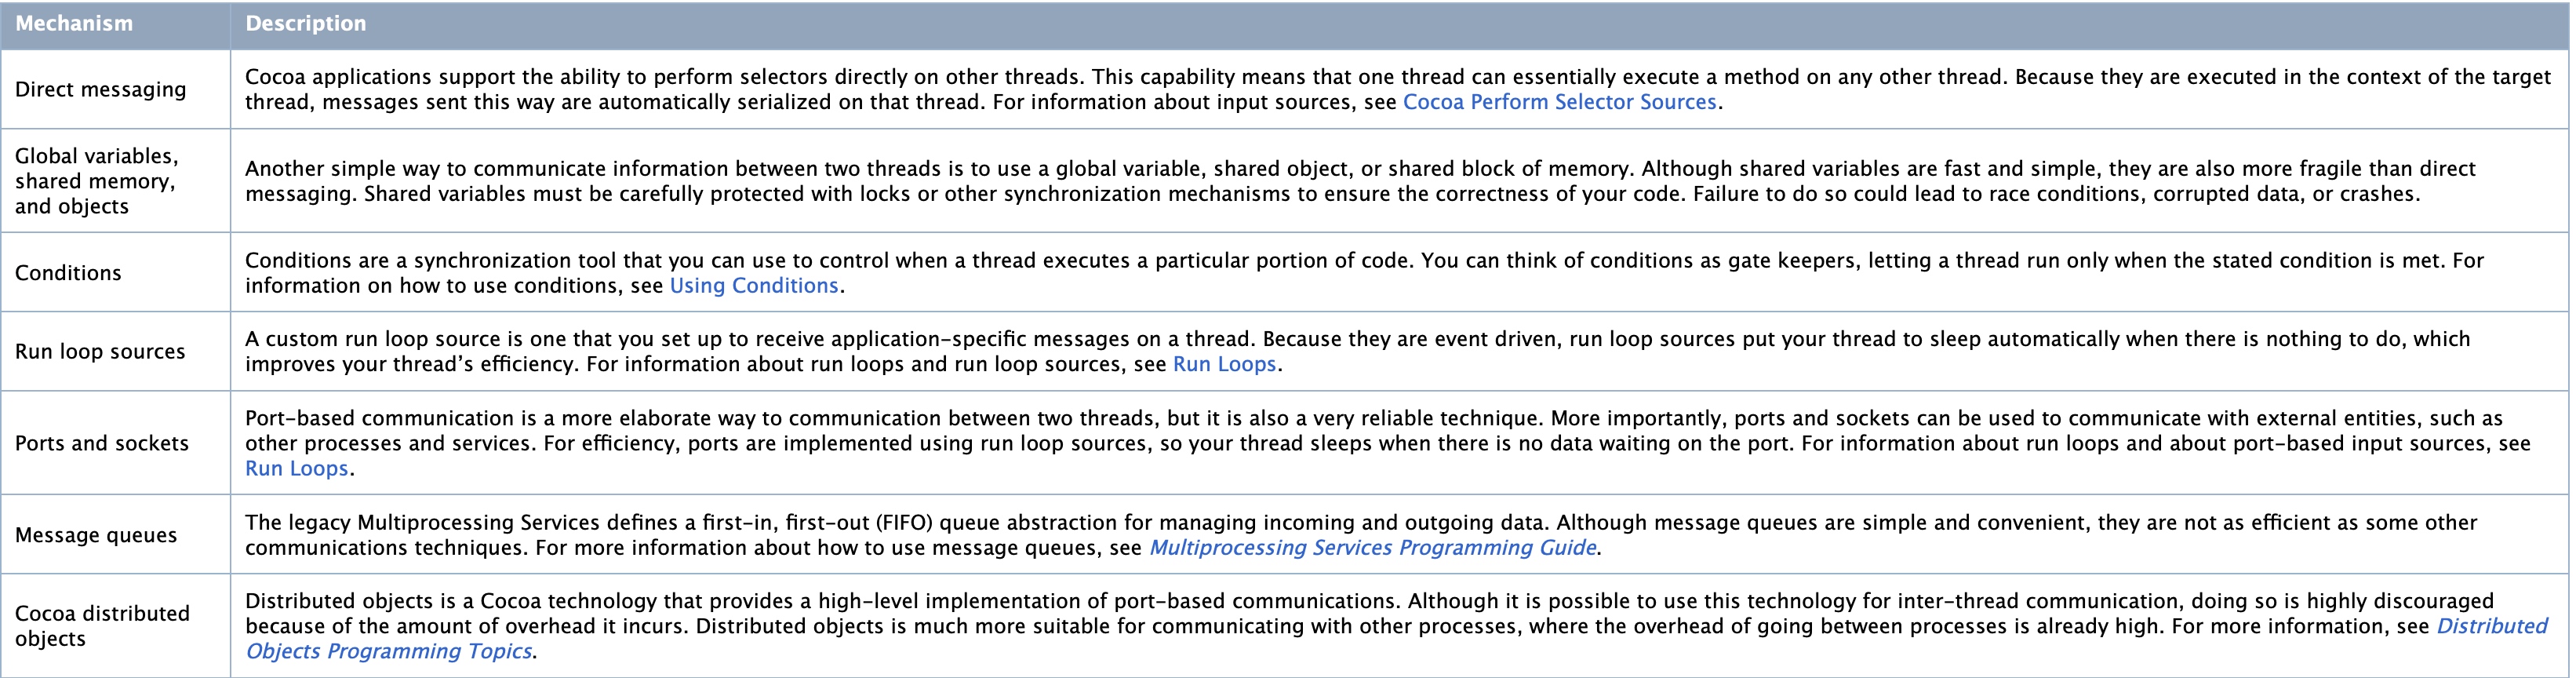 Mechanism
Description
Direct messaging
Cocoa applications support the ability to perform selectors directly on other threads. This capability means that one thread can essentially execute a method on any other thread. Because they are executed in the context of the target
thread, messages sent this way are automatically serialized on that thread. For information about input sources, see Cocoa Perform Selector Sources.
Global variables,
shared memory,
and objects
Another simple way to communicate information between two threads is to use a global variable, shared object, or shared block of memory. Although shared variables are fast and simple, they are also more fragile than direct
messaging. Shared variables must be carefully protected with locks or other synchronization mechanisms to ensure the correctness of your code. Failure to do so could lead to race conditions, corrupted data, or crashes.
Conditions
Conditions are a synchronization tool that you can use to control when a thread executes a particular portion of code. You can think of conditions as gate keepers, letting a thread run only when the stated condition is met. For
information on how to use conditions, see Using Conditions.
Run loop sources
A custom run loop source is one that you set up to receive application-specific messages on a thread. Because they are event driven, run loop sources put your thread to sleep automatically when there is nothing to do, which
improves your thread’s efficiency. For information about run loops and run loop sources, see Run Loops.
Ports and sockets
Port-based communication is a more elaborate way to communication between two threads, but it is also a very reliable technique. More importantly, ports and sockets can be used to communicate with external entities, such as
other processes and services. For efficiency, ports are implemented using run loop sources, so your thread sleeps when there is no data waiting on the port. For information about run loops and about port-based input sources, see
Run Loops.
Message queues
The legacy Multiprocessing Services defines a first-in, first-out (FIFO) queue abstraction for managing incoming and outgoing data. Although message queues are simple and convenient, they are not as efficient as some other
communications techniques. For more information about how to use message queues, see Multiprocessing Services Programming Guide.
Cocoa distributed
objects
Distributed objects is a Cocoa technology that provides a high-level implementation of port-based communications. Although it is possible to use this technology for inter-thread communication, doing so is highly discouraged
because of the amount of overhead it incurs. Distributed objects is much more suitable for communicating with other processes, where the overhead of going between processes is already high. For more information, see Distributed
Objects Programming Topics.